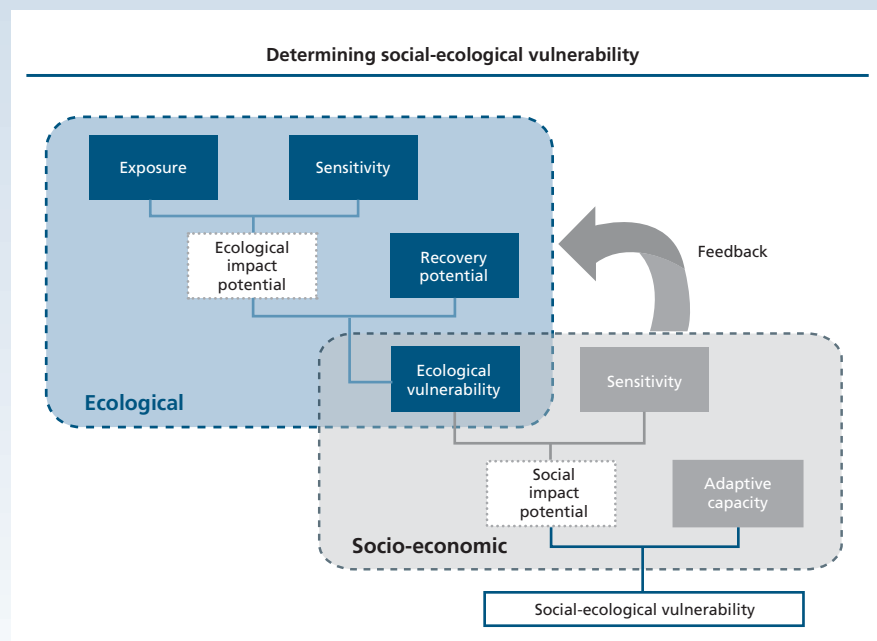 Determining social-ecological vulnerability
Exposure
Sensitivity
Ecological
impact
potential
Recovery
potential
Feedback
Ecological
vulnerability
Sensitivity
Ecological
Social
impact
potential
Adaptive
capacity
Socio-economic
Social-ecological vulnerability